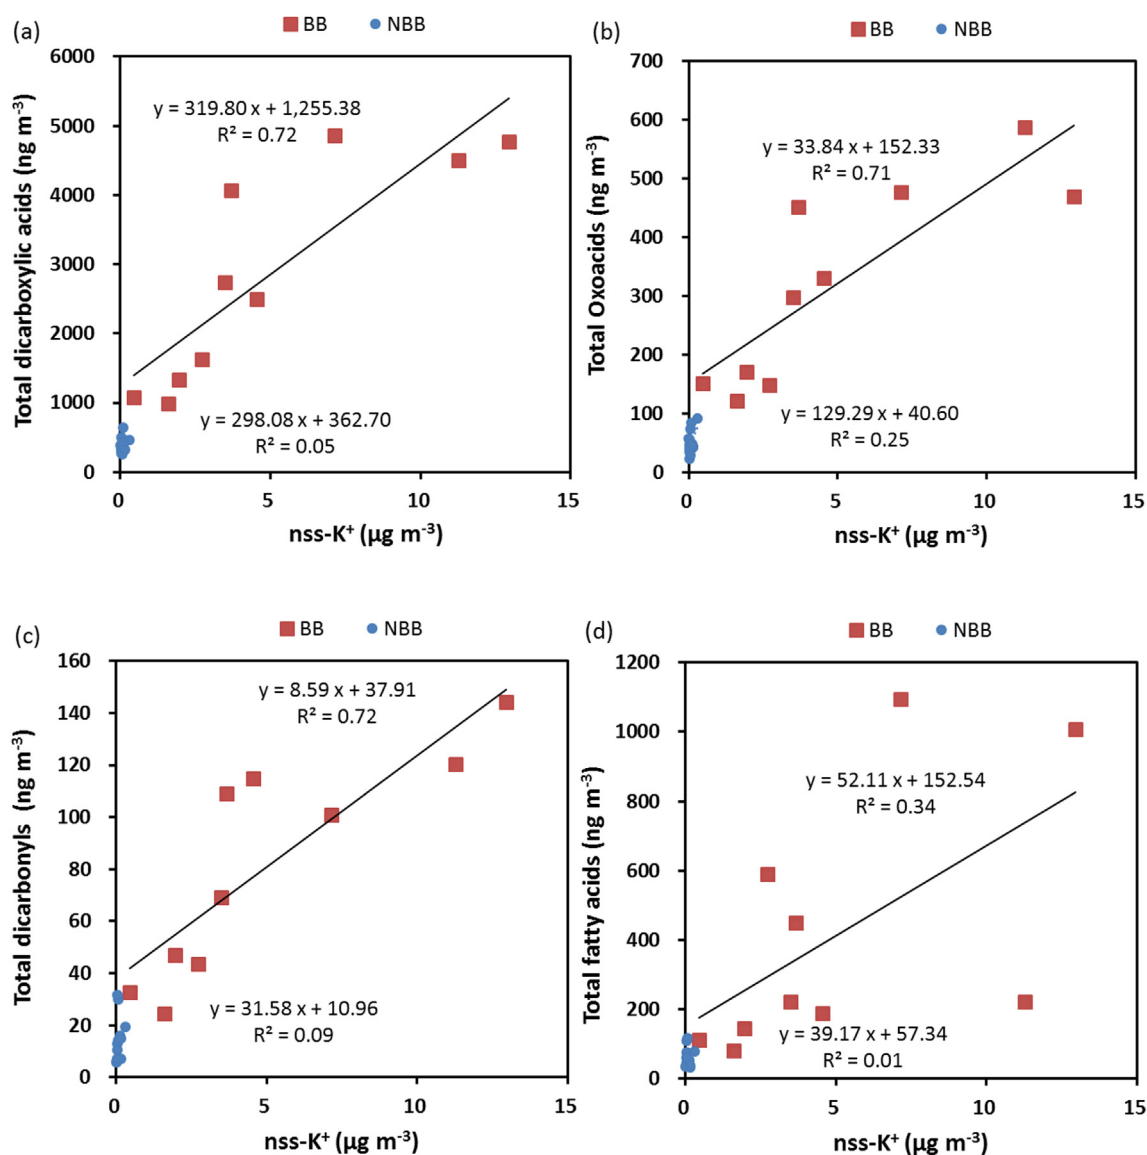 (a)
BB NBB
6000
5000
4000
3000
2000
1000
0
Total dicarboxylic acids (ng m⁻³)
y = 319.80 x + 1,255.38
R² = 0.72
y = 298.08 x + 362.70
R² = 0.05
0 5 10 15
nss-K⁺ (µg m⁻³)
(b)
BB NBB
700
600
500
400
300
200
100
0
Total Oxoacids (ng m⁻³)
y = 33.84 x + 152.33
R² = 0.71
y = 129.29 x + 40.60
R² = 0.25
0 5 10 15
nss-K⁺ (µg m⁻³)
(c)
BB NBB
160
140
120
100
80
60
40
20
0
Total dicarbonyls (ng m⁻³)
y = 8.59 x + 37.91
R² = 0.72
y = 31.58 x + 10.96
R² = 0.09
0 5 10 15
nss-K⁺ (µg m⁻³)
(d)
BB NBB
1200
1000
800
600
400
200
0
Total fatty acids (ng m⁻³)
y = 52.11 x + 152.54
R² = 0.34
y = 39.17 x + 57.34
R² = 0.01
0 5 10 15
nss-K⁺ (µg m⁻³)